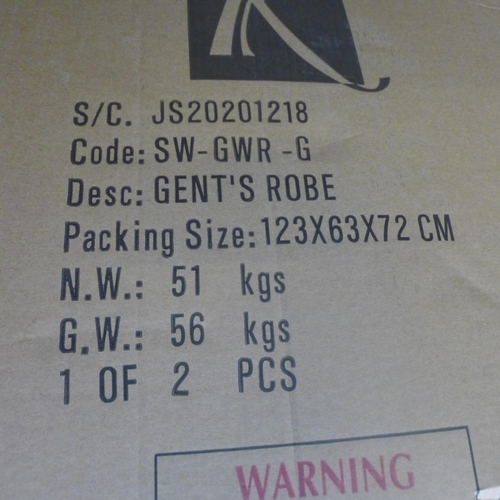 S/C. JS20201218
Code: SW-GWR -G
Desc: GENT'S ROBE
Packing Size: 123X63X72 CM
N.W.: 51 kgs
G.W.: 56 kgs
1 OF 2 PCS
WARNING